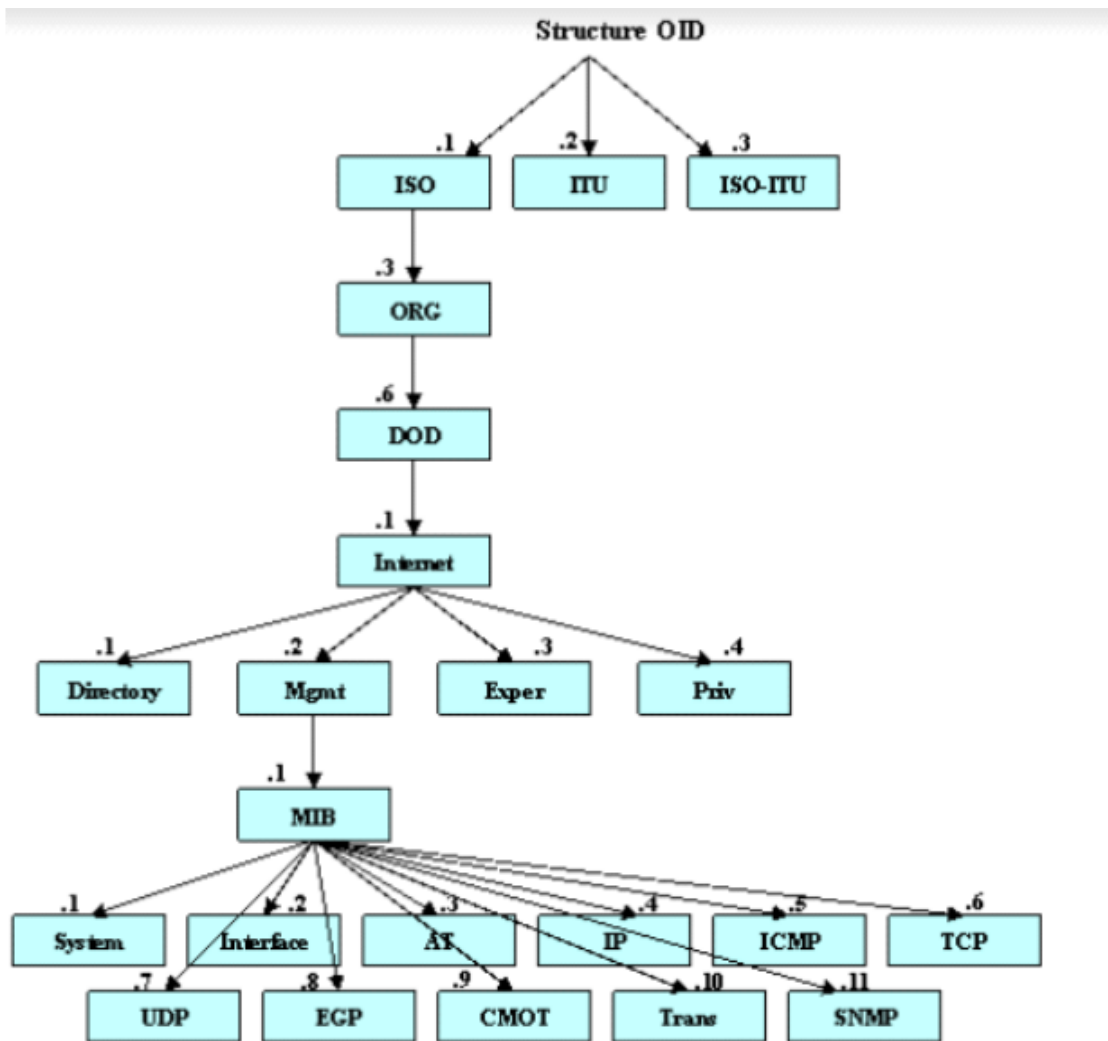 Structure OID
.1 .2 .3
ISO ITU ISO-ITU
.3
ORG
.6
DOD
.1
Internet
.1 .2 .3 .4
Directory Mgmt Exper Priv
.1
MIB
.1 .2 .3 .4 .5 .6
System Interface AT IP ICMP TCP
.7 .8 .9 .10 .11
UDP EGP CMOT Trans SNMP